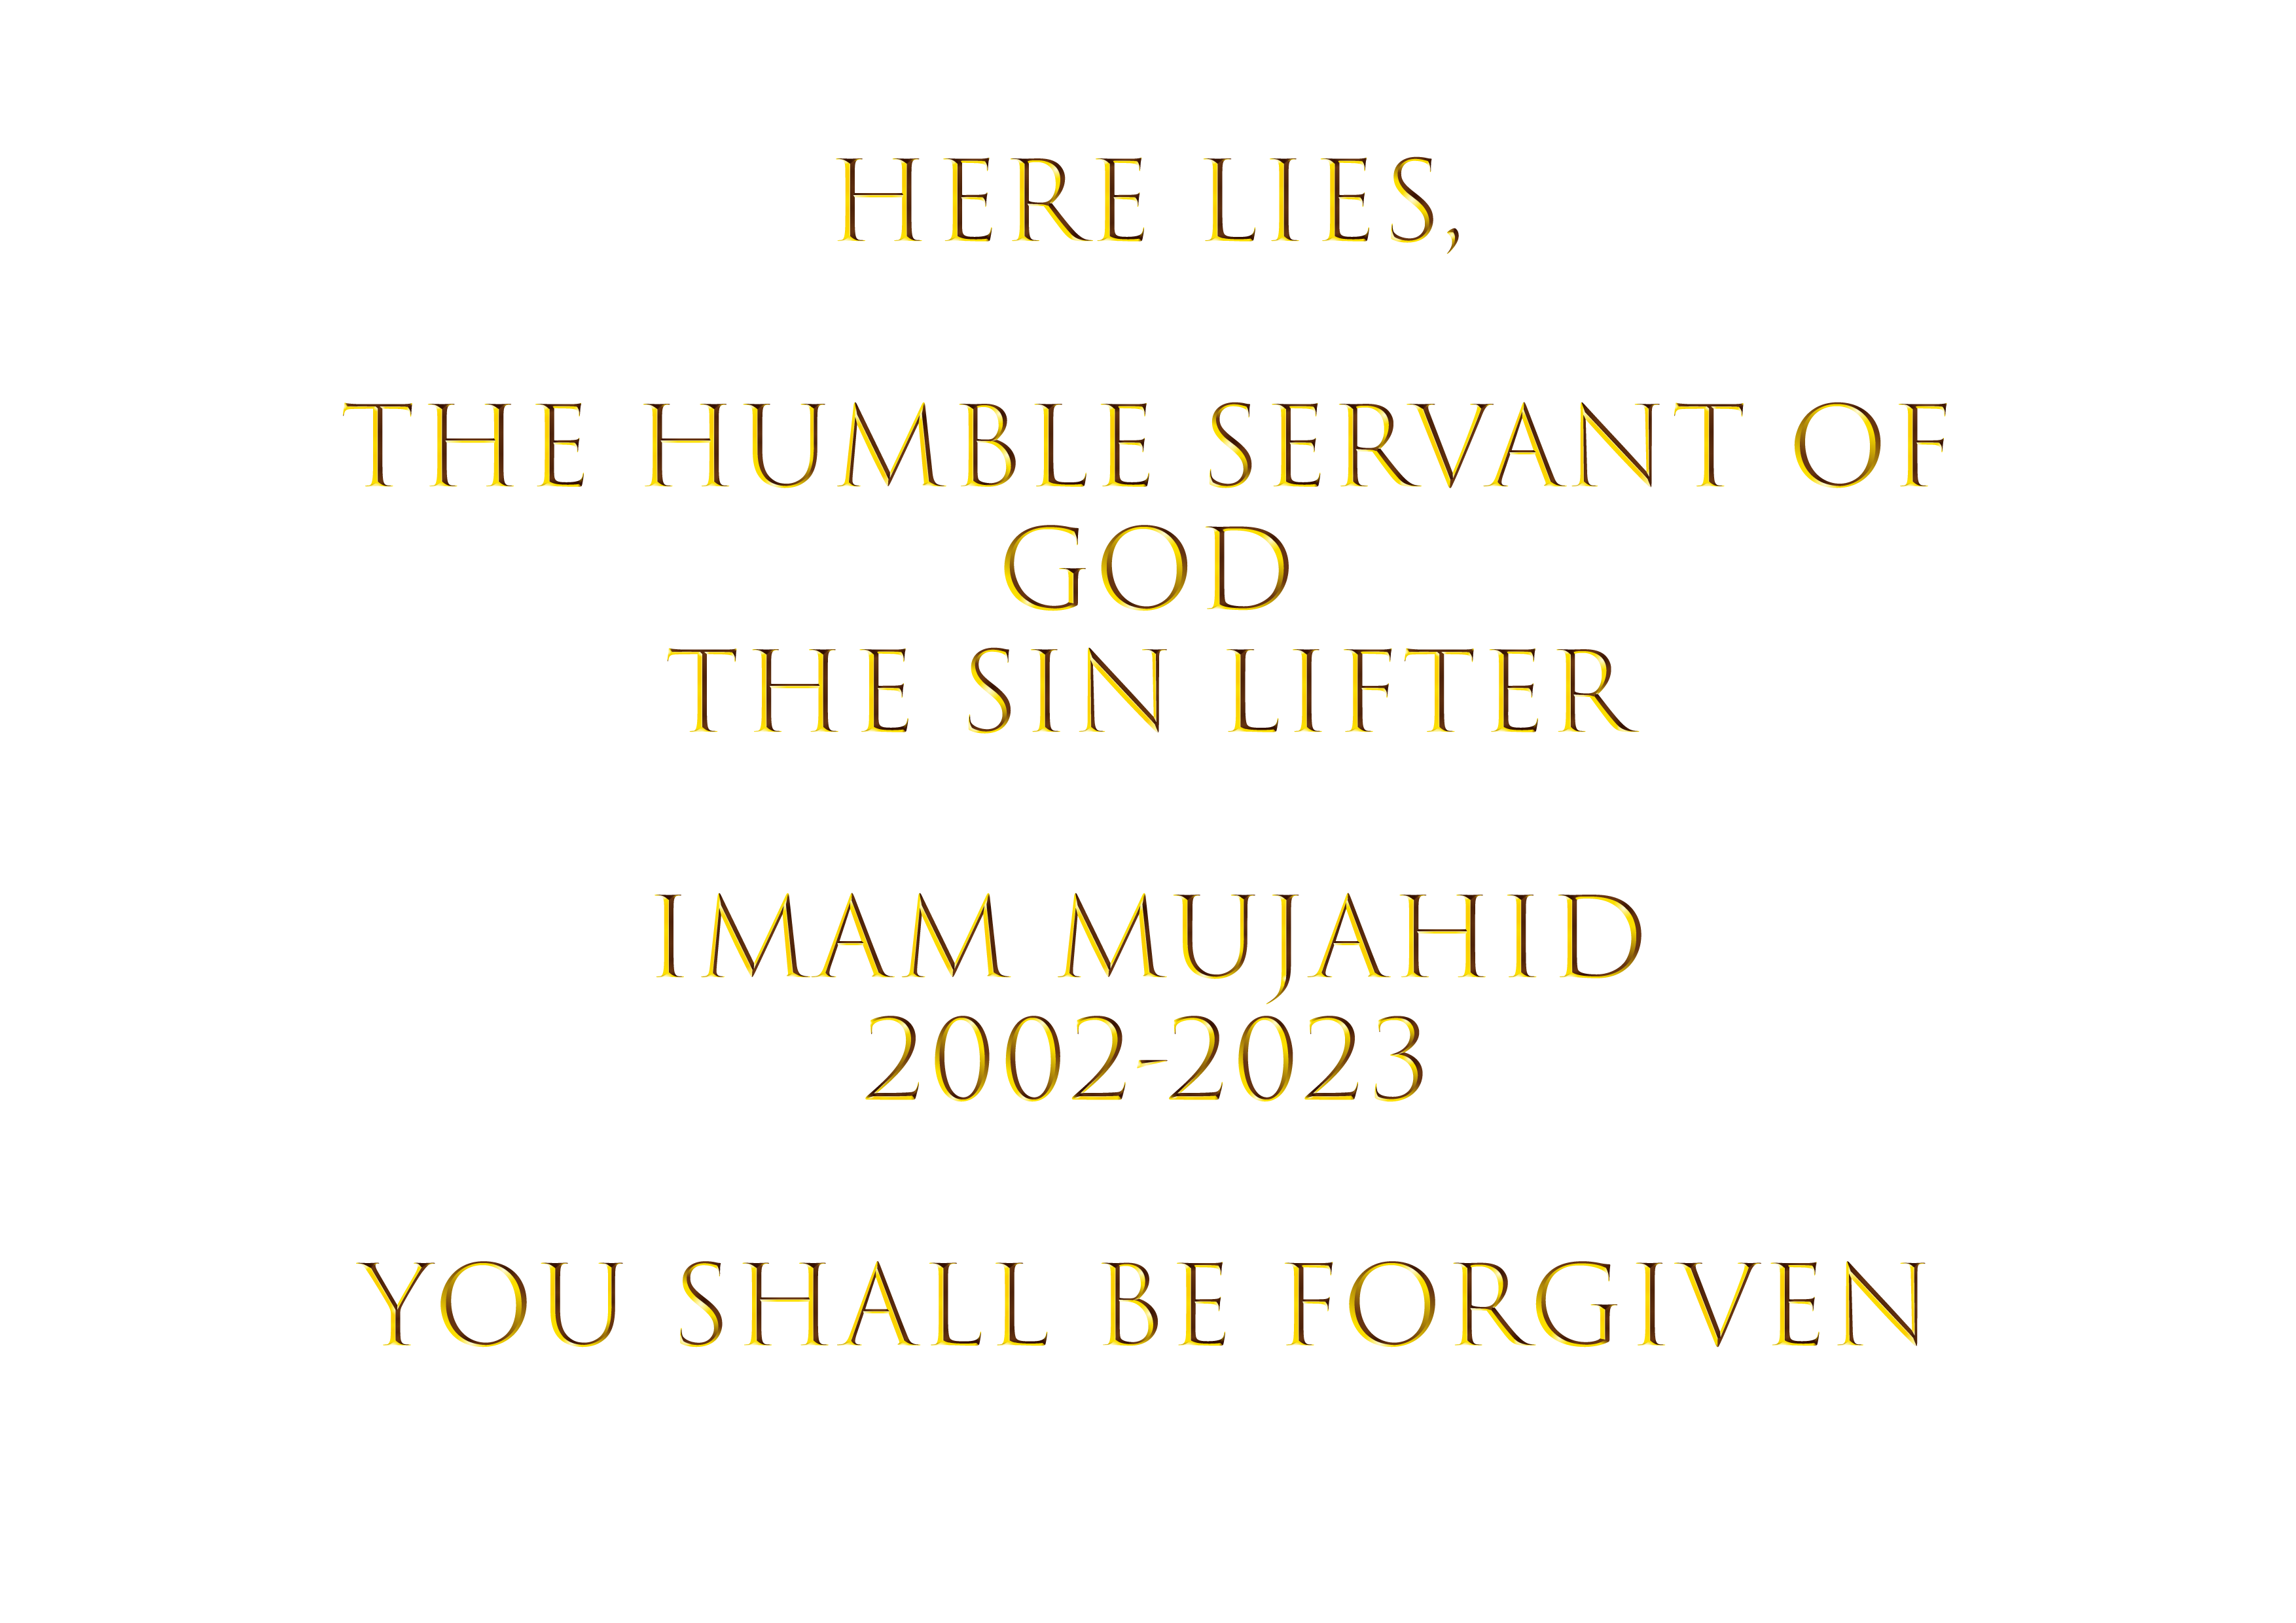 HERE LIES,
THE HUMBLE SERVANT OF
GOD
THE SIN LIFTER
IMAM MUJAHID
2002-2023
YOU SHALL BE FORGIVEN